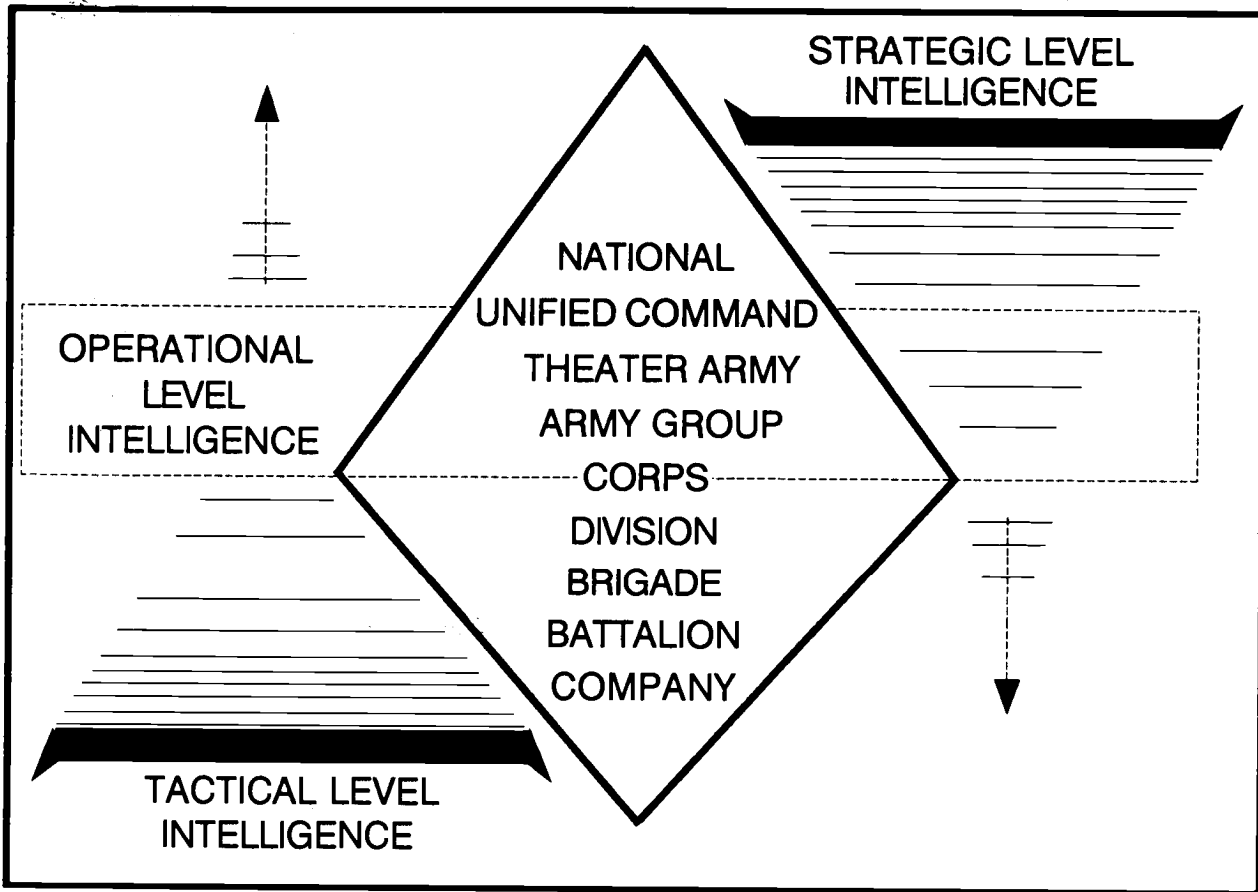 STRATEGIC LEVEL
INTELLIGENCE
NATIONAL
UNIFIED COMMAND
THEATER ARMY
ARMY GROUP
CORPS
DIVISION
BRIGADE
BATTALION
COMPANY
OPERATIONAL
LEVEL
INTELLIGENCE
TACTICAL LEVEL
INTELLIGENCE